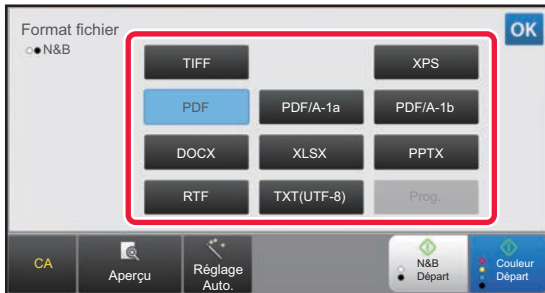 Format fichier
N&B
OK
TIFF XPS
PDF PDF/A-1a PDF/A-1b
DOCX XLSX PPTX
RTF TXT(UTF-8) Prog.
CA
Aperçu
Réglage
Auto.
N&B
Départ
Couleur
Départ